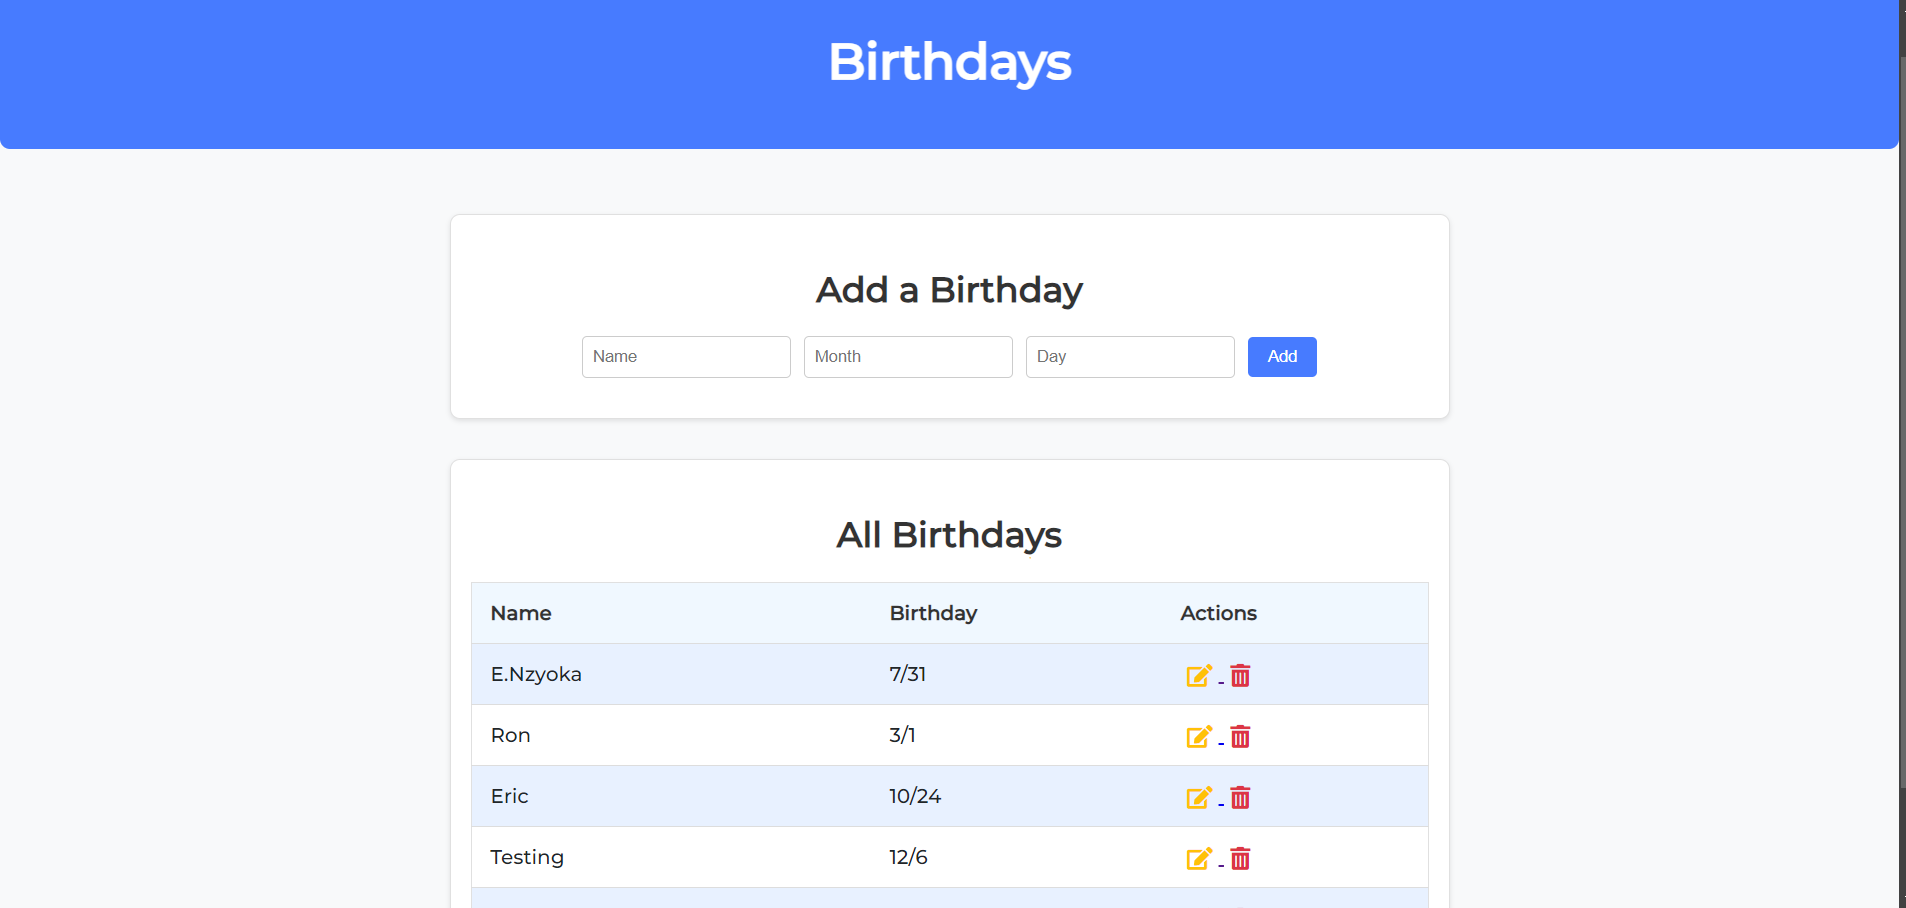 Birthdays
Add a Birthday
Name Month Day Add
All Birthdays
Name Birthday Actions
E.Nzyoka 7/31
Ron 3/1
Eric 10/24
Testing 12/6